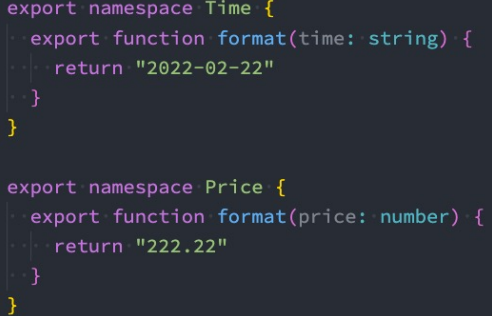 export namespace Time {
export function format(time: string) {
return "2022-02-22"
}
}
export namespace Price {
export function format(price: number) {
return "222.22"
}
}